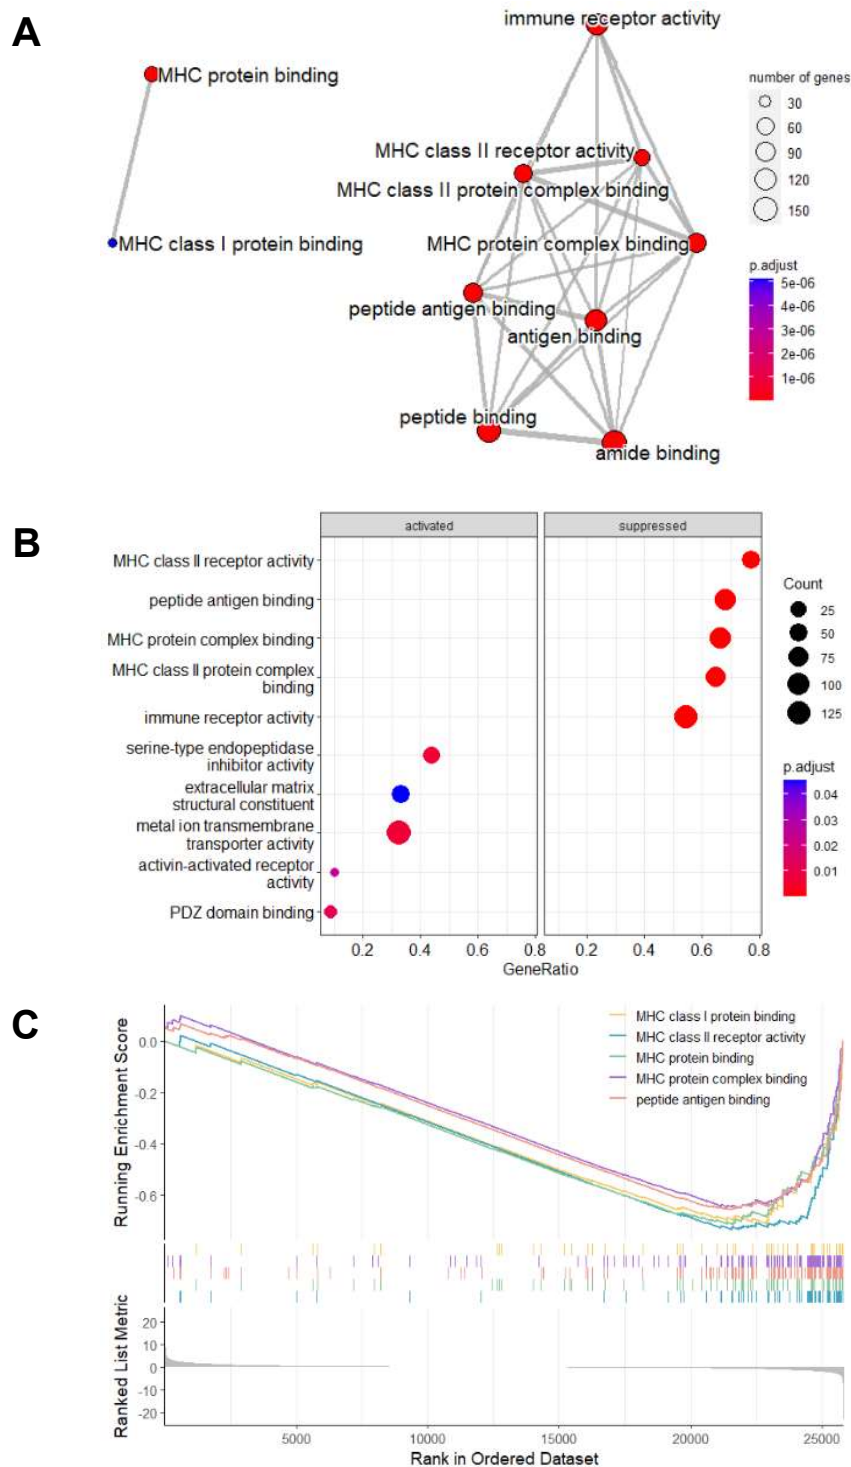 A
immune receptor activity
MHC protein binding
number of genes
30
60
90
120
150
MHC class II receptor activity
MHC class II protein complex binding
MHC class I protein binding
MHC protein complex binding
p.adjust
5e-06
4e-06
3e-06
2e-06
1e-06
peptide antigen binding
antigen binding
peptide binding
amide binding
B
activated
suppressed
MHC class II receptor activity
peptide antigen binding
MHC protein complex binding
MHC class II protein complex
binding
immune receptor activity
serine-type endopeptidase
inhibitor activity
extracellular matrix
structural constituent
metal ion transmembrane
transporter activity
activin-activated receptor
activity
PDZ domain binding
0.2 0.4 0.6 0.8 0.2 0.4 0.6 0.8
GeneRatio
Count
25
50
75
100
125
p.adjust
0.04
0.03
0.02
0.01
C
Running Enrichment Score
0.0
-0.2
-0.4
-0.6
MHC class I protein binding
MHC class II receptor activity
MHC protein binding
MHC protein complex binding
peptide antigen binding
Ranked List Metric
20
10
0
-10
-20
5000 10000 15000 20000 25000
Rank in Ordered Dataset